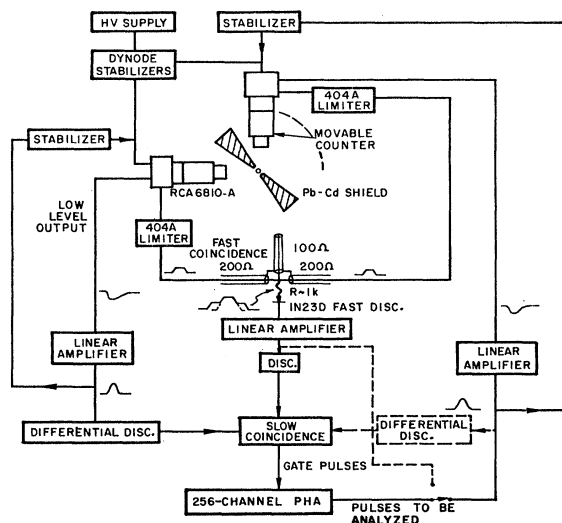 HV SUPPLY
STABILIZER
DYNODE
STABILIZERS
404A
LIMITER
MOVABLE
COUNTER
STABILIZER
RCA 6810-A
Pb-Cd SHIELD
LOW
LEVEL
OUTPUT
404A
LIMITER
FAST
COINCIDENCE
100Ω
200Ω
200Ω
R~1k
IN23D FAST DISC.
LINEAR AMPLIFIER
LINEAR
AMPLIFIER
LINEAR
AMPLIFIER
DISC.
DIFFERENTIAL DISC.
SLOW
COINCIDENCE
DIFFERENTIAL
DISC.
GATE PULSES
256-CHANNEL PHA
PULSES TO BE
ANALYZED